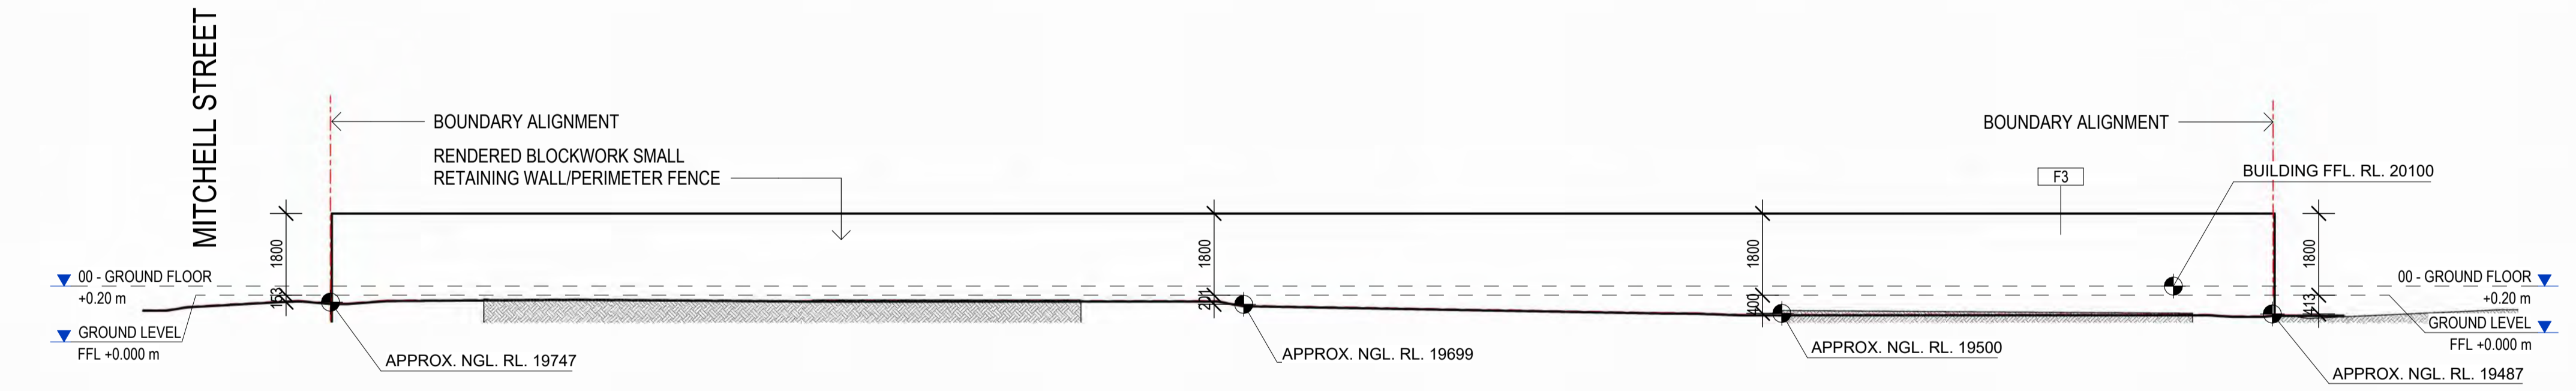 MITCHELL STREET
BOUNDARY ALIGNMENT
RENDERED BLOCKWORK SMALL
RETAINING WALL/PERIMETER FENCE
BOUNDARY ALIGNMENT
BUILDING FFL. RL. 20100
F3
1800
1800
1800
1800
00 - GROUND FLOOR
+0.20 m
153
201
400
413
GROUND LEVEL
FFL +0.000 m
00 - GROUND FLOOR
+0.20 m
GROUND LEVEL
FFL +0.000 m
APPROX. NGL. RL. 19747
APPROX. NGL. RL. 19699
APPROX. NGL. RL. 19500
APPROX. NGL. RL. 19487